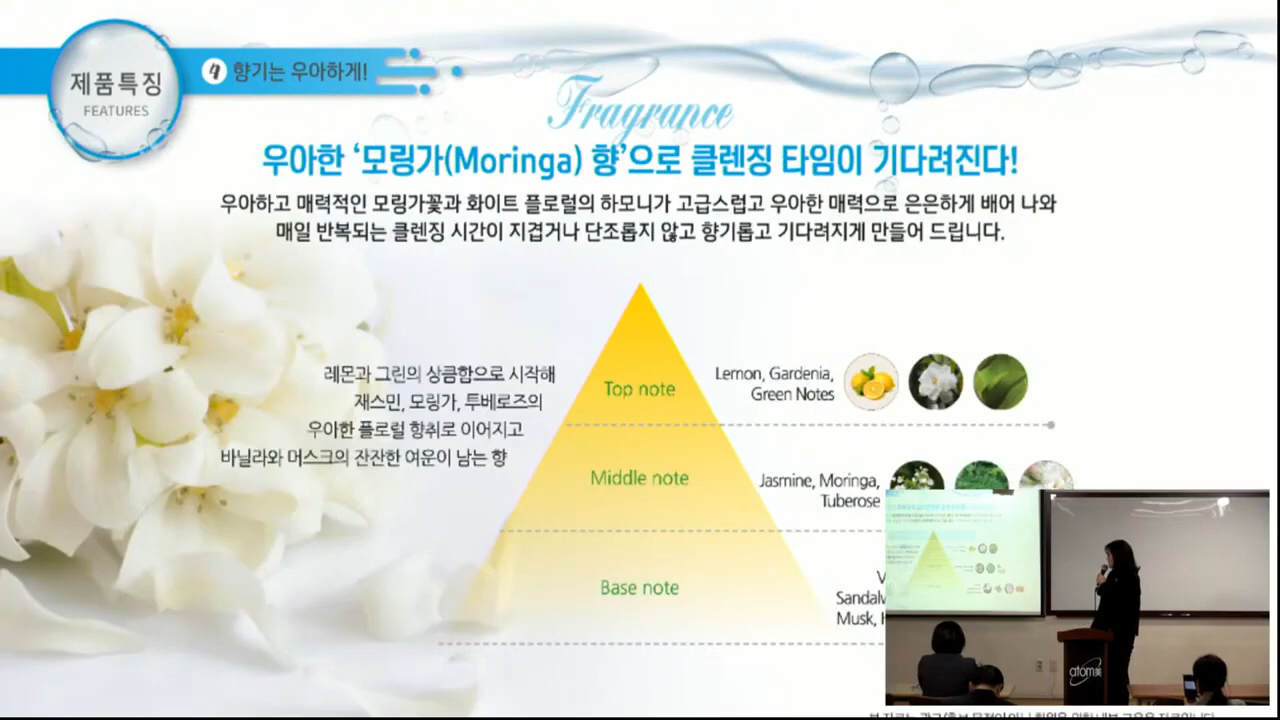 제품특징
FEATURES
4 향기는 우아하게!
Fragrance
우아한 ‘모링가(Moringa) 향’으로 클렌징 타임이 기다려진다!
우아하고 매력적인 모링가꽃과 화이트 플로럴의 하모니가 고급스럽고 우아한 매력으로 은은하게 배어 나와
매일 반복되는 클렌징 시간이 지겹거나 단조롭지 않고 향기롭고 기다려지게 만들어 드립니다.
레몬과 그린의 상큼함으로 시작해
재스민, 모링가, 투베로즈의
우아한 플로럴 향취로 이어지고
바닐라와 머스크의 잔잔한 여운이 남는 향
Top note
Lemon, Gardenia,
Green Notes
Middle note
Jasmine, Moringa,
Tuberose
Base note
Musk,
atom美